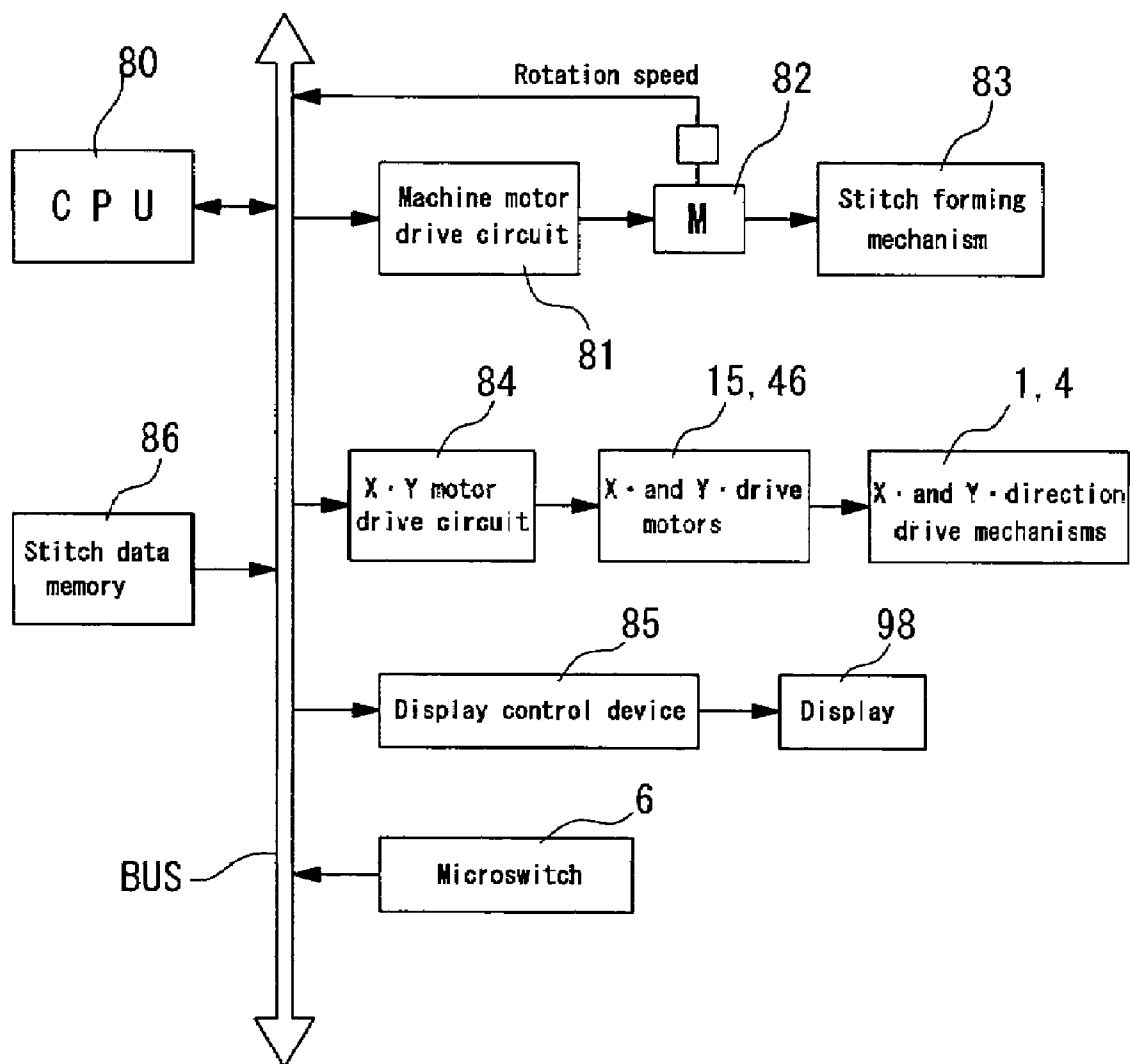 80
Rotation speed
82
83
C P U
Machine motor
drive circuit
M
Stitch forming
mechanism
81
84
15, 46
1, 4
86
X · Y motor
drive circuit
X · and Y · drive
motors
X · and Y · direction
drive mechanisms
Stitch data
memory
85
98
Display control device
Display
6
BUS
Microswitch